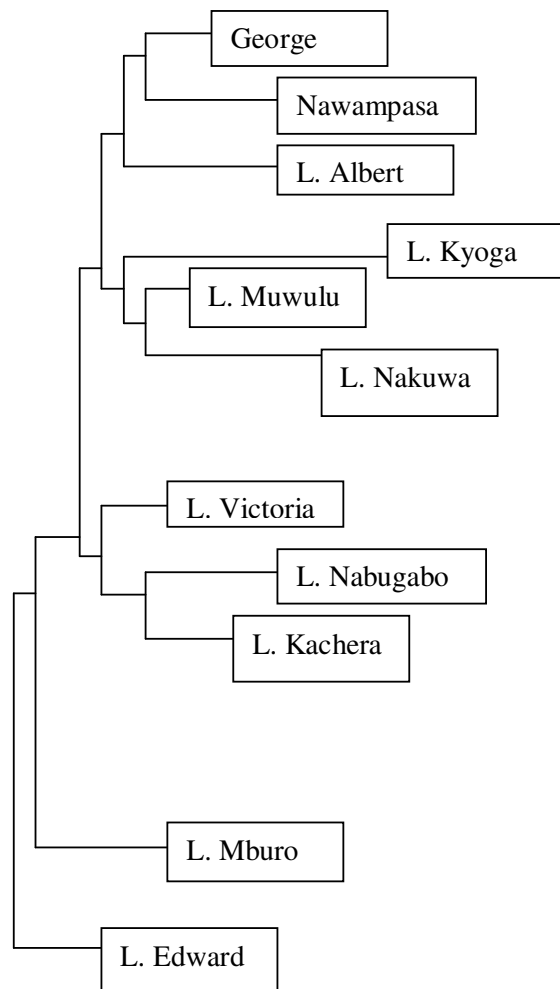 George
Nawampasa
L. Albert
L. Kyoga
L. Muwulu
L. Nakuwa
L. Victoria
L. Nabugabo
L. Kachera
L. Mburo
L. Edward